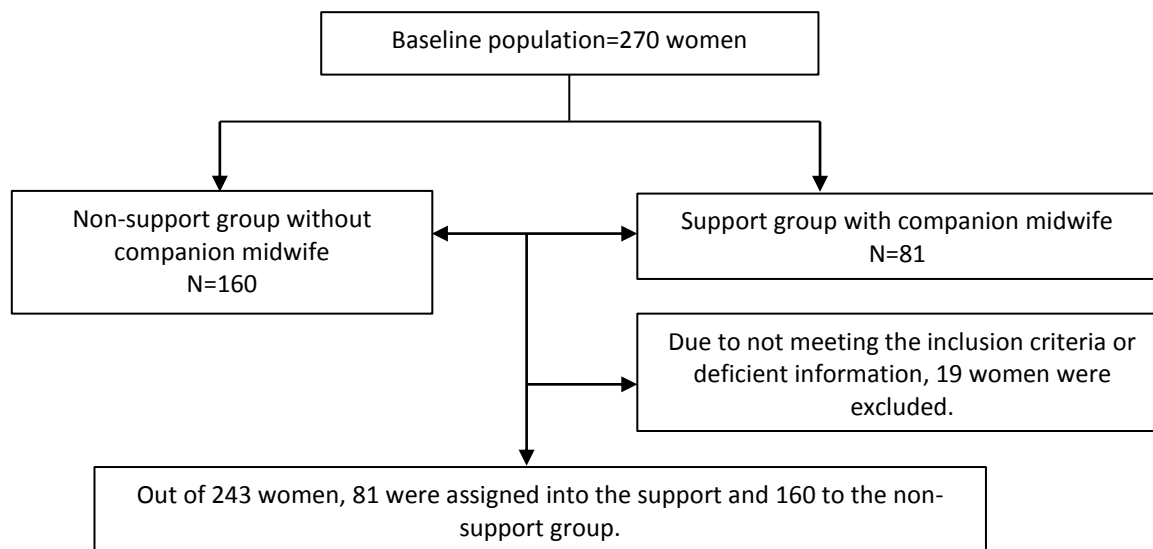 Baseline population=270 women
Non-support group without
companion midwife
N=160
Support group with companion midwife
N=81
Due to not meeting the inclusion criteria or
deficient information, 19 women were
excluded.
Out of 243 women, 81 were assigned into the support and 160 to the non-
support group.